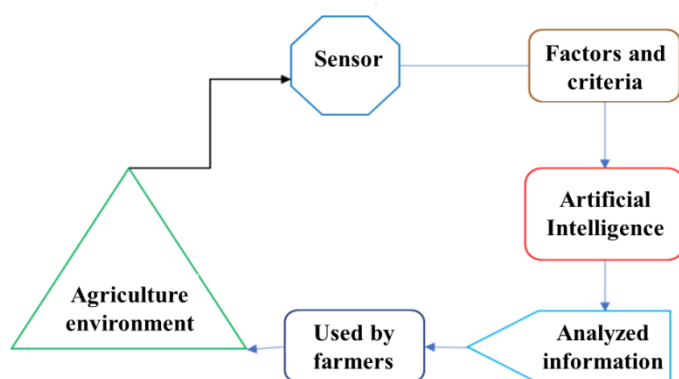 Sensor
Factors and
criteria
Artificial
Intelligence
Analyzed
information
Used by
farmers
Agriculture
environment